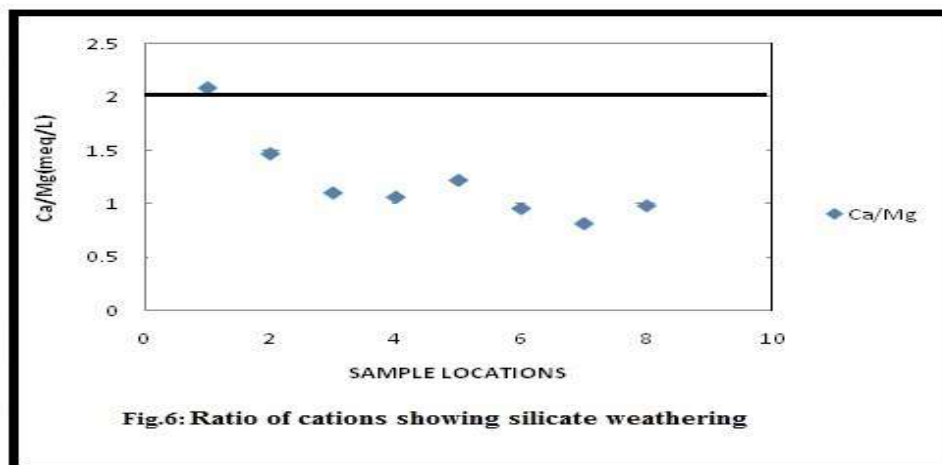 2.5
2
1.5
1
0.5
0
Ca/Mg(meq/L)
0 2 4 6 8 10
SAMPLE LOCATIONS
Ca/Mg
Fig.6: Ratio of cations showing silicate weathering